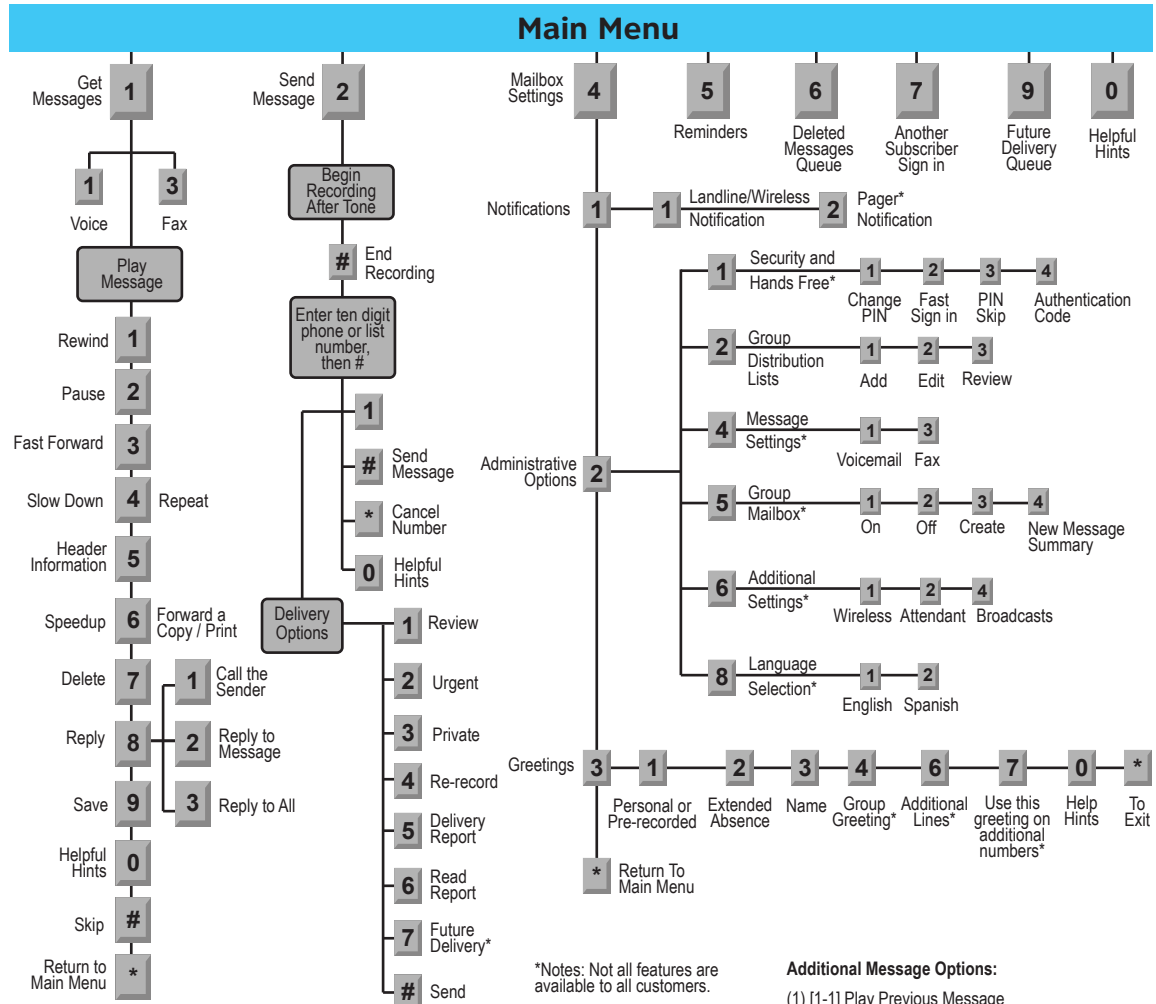 Main Menu
Get
Messages
1
1
Voice
3
Fax
Play
Message
Rewind
1
Pause
2
Fast Forward
3
Slow Down
4
Repeat
Header
Information
5
Speedup
6
Forward a
Copy / Print
Delete
7
Reply
8
1
Call the
Sender
2
Reply to
Message
3
Reply to All
Save
9
Helpful
Hints
0
Skip
#
Return to
Main Menu
*
Send
Message
2
Begin
Recording
After Tone
#
End
Recording
Enter ten digit
phone or list
number,
then #
1
#
Send
Message
*
Cancel
Number
0
Helpful
Hints
Delivery
Options
1
Review
2
Urgent
3
Private
4
Re-record
5
Delivery
Report
6
Read
Report
7
Future
Delivery*
#
Send
Mailbox
Settings
4
5
Reminders
6
Deleted
Messages
Queue
7
Another
Subscriber
Sign in
9
Future
Delivery
Queue
0
Helpful
Hints
Notifications
1
1
Landline/Wireless
Notification
2
Pager*
Notification
Administrative
Options
2
1
Security and
Hands Free*
1
Change
PIN
2
Fast
Sign in
3
PIN
Skip
4
Authentication
Code
2
Group
Distribution
Lists
1
Add
2
Edit
3
Review
4
Message
Settings*
1
Voicemail
3
Fax
5
Group
Mailbox*
1
On
2
Off
3
Create
4
New Message
Summary
6
Additional
Settings*
1
Wireless
2
Attendant
4
Broadcasts
8
Language
Selection*
1
English
2
Spanish
Greetings
3
1
Personal or
Pre-recorded
2
Extended
Absence
3
Name
4
Group
Greeting*
6
Additional
Lines*
7
Use this
greeting on
additional
numbers*
0
Help
Hints
*
To
Exit
*
Return To
Main Menu
*Notes: Not all features are
available to all customers.
Additional Message Options:
(1) [1-1] Play Previous Message